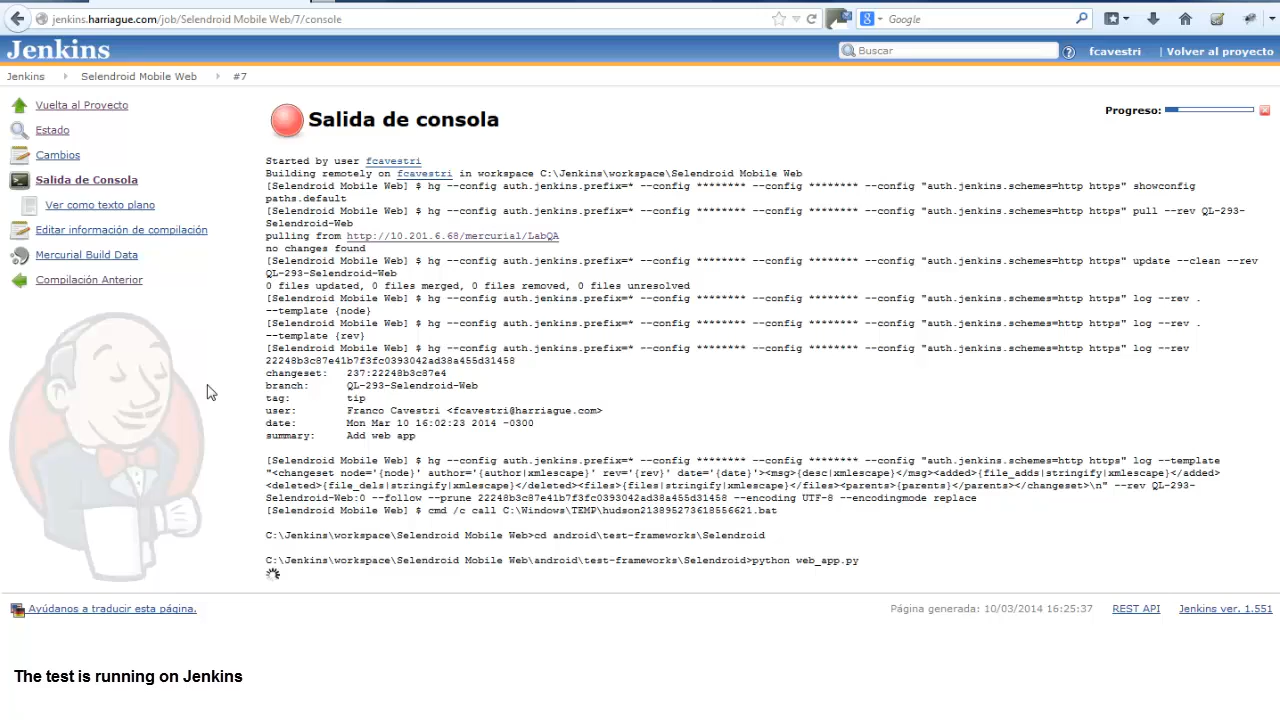 jenkins.harriague.com/job/Selendroid Mobile Web/7/console
Google
Jenkins
Buscar
fcavestri
| Volver al proyecto
Jenkins
Selendroid Mobile Web
#7
Vuelta al Proyecto
Estado
Cambios
Salida de Consola
Ver como texto plano
Editar información de compilación
Mercurial Build Data
Compilación Anterior
Salida de consola
Progreso:
Started by user fcavestri
Building remotely on fcavestri in workspace C:\Jenkins\workspace\Selendroid Mobile Web
[Selendroid Mobile Web] $ hg --config auth.jenkins.prefix=* --config ******** --config ******** --config "auth.jenkins.schemes=http https" showconfig
paths.default
[Selendroid Mobile Web] $ hg --config auth.jenkins.prefix=* --config ******** --config ******** --config "auth.jenkins.schemes=http https" pull --rev QL-293-
Selendroid-Web
pulling from http://10.201.6.68/mercurial/LabQA
no changes found
[Selendroid Mobile Web] $ hg --config auth.jenkins.prefix=* --config ******** --config ******** --config "auth.jenkins.schemes=http https" update --clean --rev
QL-293-Selendroid-Web
0 files updated, 0 files merged, 0 files removed, 0 files unresolved
[Selendroid Mobile Web] $ hg --config auth.jenkins.prefix=* --config ******** --config ******** --config "auth.jenkins.schemes=http https" log --rev .
--template {node}
[Selendroid Mobile Web] $ hg --config auth.jenkins.prefix=* --config ******** --config ******** --config "auth.jenkins.schemes=http https" log --rev .
--template {rev}
[Selendroid Mobile Web] $ hg --config auth.jenkins.prefix=* --config ******** --config ******** --config "auth.jenkins.schemes=http https" log --rev
22248b3c87e41b7f3fc0393042ad38a455d31458
changeset: 237:22248b3c87e4
branch: QL-293-Selendroid-Web
tag: tip
user: Franco Cavestri <fcavestri@harriague.com>
date: Mon Mar 10 16:02:23 2014 -0300
summary: Add web app
[Selendroid Mobile Web] $ hg --config auth.jenkins.prefix=* --config ******** --config ******** --config "auth.jenkins.schemes=http https" log --template
"<changeset node='{node}' author='{author|xmlescape}' rev='{rev}' date='{date}'><msg>{desc|xmlescape}</msg><added>{file_adds|stringify|xmlescape}</added>
<deleted>{file_dels|stringify|xmlescape}</deleted><files>{files|stringify|xmlescape}</files><parents>{parents}</parents></changeset>\n" --rev QL-293-
Selendroid-Web:0 --follow --prune 22248b3c87e41b7f3fc0393042ad38a455d31458 --encoding UTF-8 --encodingmode replace
[Selendroid Mobile Web] $ cmd /c call C:\Windows\TEMP\hudson213895273618556621.bat
C:\Jenkins\workspace\Selendroid Mobile Web>cd android\test-frameworks\Selendroid
C:\Jenkins\workspace\Selendroid Mobile Web\android\test-frameworks\Selendroid>python web_app.py
Ayúdanos a traducir esta página.
Página generada: 10/03/2014 16:25:37
REST API
Jenkins ver. 1.551
The test is running on Jenkins